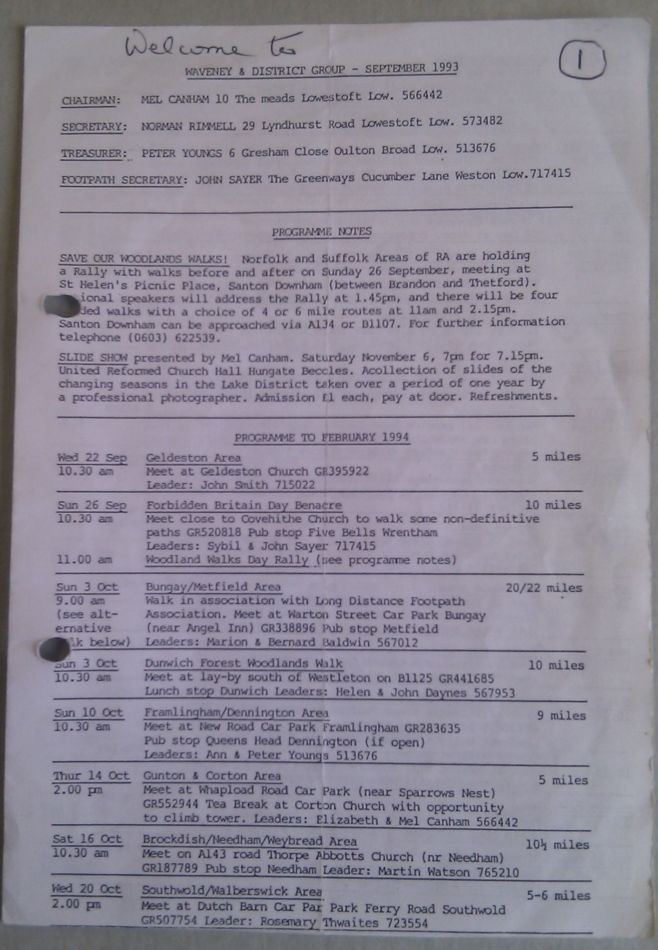 Welcome to
1
WAVENEY & DISTRICT GROUP - SEPTEMBER 1993
CHAIRMAN: MEL CANHAM 10 The meads Lowestoft Low. 566442
SECRETARY: NORMAN RIMMELL 29 Lyndhurst Road Lowestoft Low. 573482
TREASURER: PETER YOUNGS 6 Gresham Close Oulton Broad Low. 513676
FOOTPATH SECRETARY: JOHN SAYER The Greenways Cucumber Lane Weston Low.717415
PROGRAMME NOTES
SAVE OUR WOODLANDS WALKS! Norfolk and Suffolk Areas of RA are holding
a Rally with walks before and after on Sunday 26 September, meeting at
St Helen's Picnic Place, Santon Downham (between Brandon and Thetford).
ional speakers will address the Rally at 1.45pm, and there will be four
ded walks with a choice of 4 or 6 mile routes at 11am and 2.15pm.
Santon Downham can be approached via A134 or B1107. For further information
telephone (0603) 622539.
SLIDE SHOW presented by Mel Canham. Saturday November 6, 7pm for 7.15pm.
United Reformed Church Hall Hungate Beccles. Acollection of slides of the
changing seasons in the Lake District taken over a period of one year by
a professional photographer. Admission £1 each, pay at door. Refreshments.
PROGRAMME TO FEBRUARY 1994
Wed 22 Sep Geldeston Area 5 miles
10.30 am Meet at Geldeston Church GR395922
Leader: John Smith 715022
Sun 26 Sep Forbidden Britain Day Benacre 10 miles
10.30 am Meet close to Covehithe Church to walk some non-definitive
paths GR520818 Pub stop Five Bells Wrentham
Leaders: Sybil & John Sayer 717415
11.00 am Woodland Walks Day Rally (see programme notes)
Sun 3 Oct Bungay/Metfield Area 20/22 miles
9.00 am Walk in association with Long Distance Footpath
(see alt- Association. Meet at Warton Street Car Park Bungay
ernative (near Angel Inn) GR338896 Pub stop Metfield
lk below) Leaders: Marion & Bernard Baldwin 567012
Sun 3 Oct Dunwich Forest Woodlands Walk 10 miles
10.30 am Meet at lay-by south of Westleton on B1125 GR441685
Lunch stop Dunwich Leaders: Helen & John Daynes 567953
Sun 10 Oct Framlingham/Dennington Area 9 miles
10.30 am Meet at New Road Car Park Framlingham GR283635
Pub stop Queens Head Dennington (if open)
Leaders: Ann & Peter Youngs 513676
Thur 14 Oct Gunton & Corton Area 5 miles
2.00 pm Meet at Whapload Road Car Park (near Sparrows Nest)
GR552944 Tea Break at Corton Church with opportunity
to climb tower. Leaders: Elizabeth & Mel Canham 566442
Sat 16 Oct Brockdish/Needham/Weybread Area 10½ miles
10.30 am Meet on A143 road Thorpe Abbotts Church (nr Needham)
GR187789 Pub stop Needham Leader: Martin Watson 765210
Wed 20 Oct Southwold/Walberswick Area 5-6 miles
2.00 pm Meet at Dutch Barn Car Par Park Ferry Road Southwold
GR507754 Leader: Rosemary Thwaites 723554